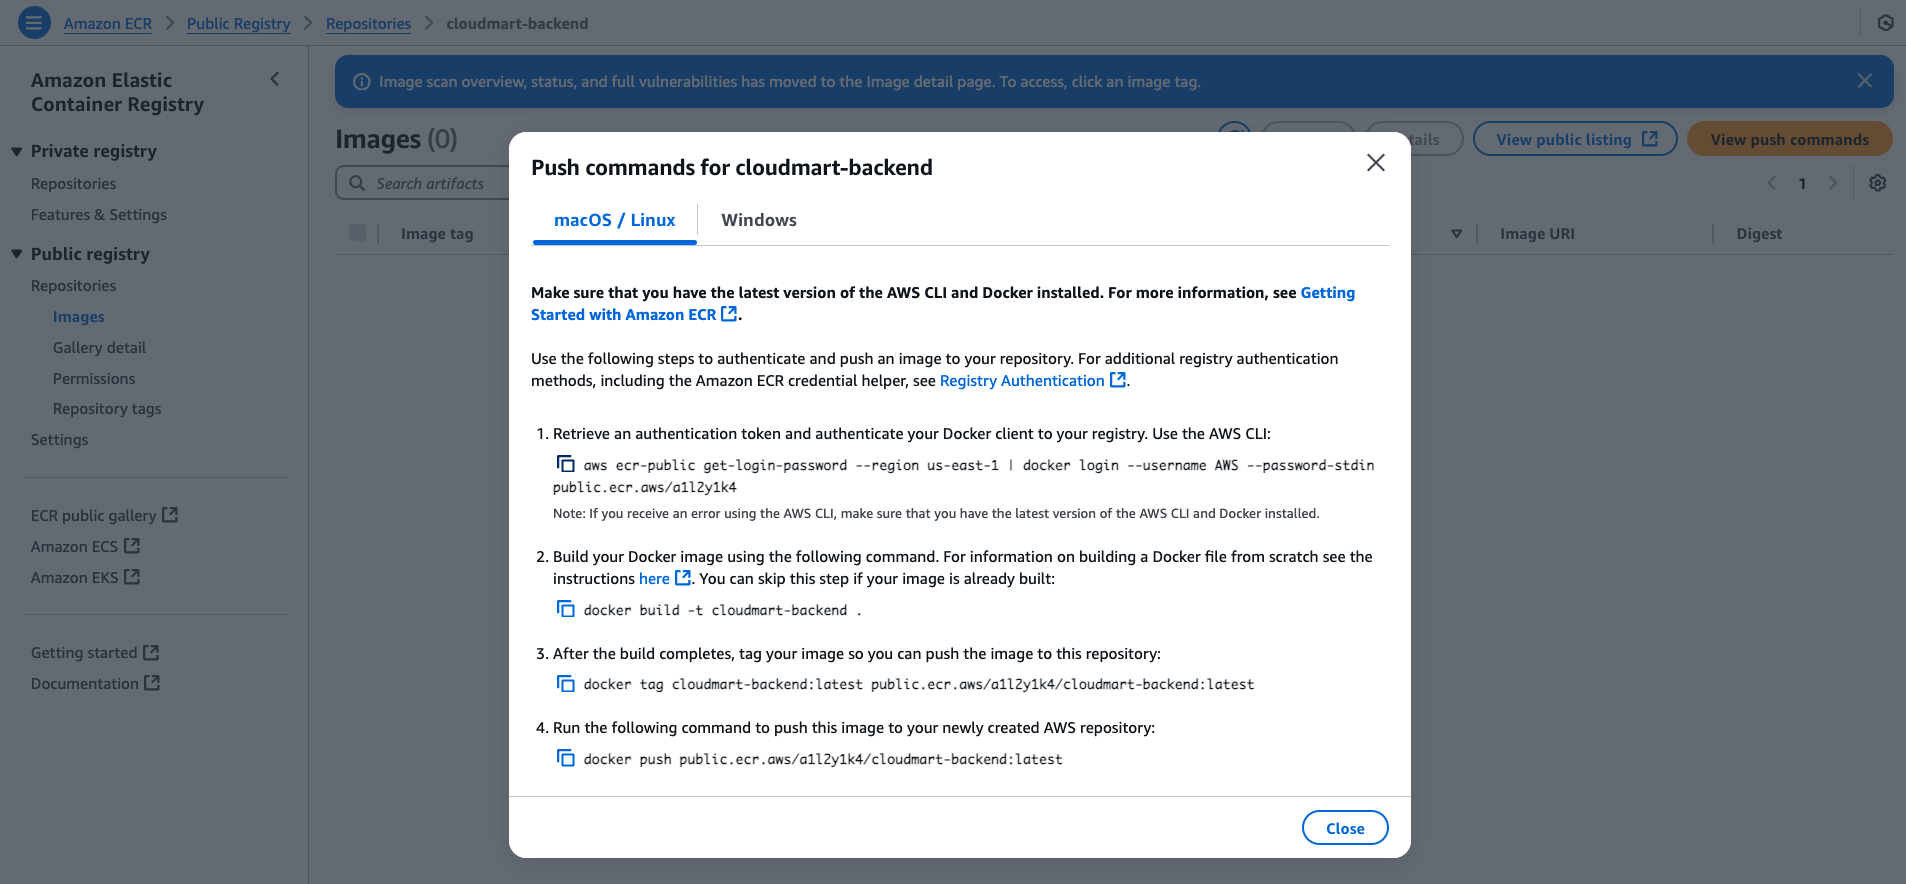 Amazon ECR > Public Registry > Repositories > cloudmart-backend
Amazon Elastic
Container Registry
Private registry
Repositories
Features & Settings
Public registry
Repositories
Images
Gallery detail
Permissions
Repository tags
Settings
ECR public gallery
Amazon ECS
Amazon EKS
Getting started
Documentation
Image scan overview, status, and full vulnerabilities has moved to the Image detail page. To access, click an image tag.
Images (0)
View public listing
View push commands
Search artifacts
1
Image tag
Image URI
Digest
Push commands for cloudmart-backend
macOS / Linux
Windows
Make sure that you have the latest version of the AWS CLI and Docker installed. For more information, see Getting
Started with Amazon ECR.
Use the following steps to authenticate and push an image to your repository. For additional registry authentication
methods, including the Amazon ECR credential helper, see Registry Authentication.
1. Retrieve an authentication token and authenticate your Docker client to your registry. Use the AWS CLI:
aws ecr-public get-login-password --region us-east-1 | docker login --username AWS --password-stdin
public.ecr.aws/a1l2y1k4
Note: If you receive an error using the AWS CLI, make sure that you have the latest version of the AWS CLI and Docker installed.
2. Build your Docker image using the following command. For information on building a Docker file from scratch see the
instructions here. You can skip this step if your image is already built:
docker build -t cloudmart-backend .
3. After the build completes, tag your image so you can push the image to this repository:
docker tag cloudmart-backend:latest public.ecr.aws/a1l2y1k4/cloudmart-backend:latest
4. Run the following command to push this image to your newly created AWS repository:
docker push public.ecr.aws/a1l2y1k4/cloudmart-backend:latest
Close